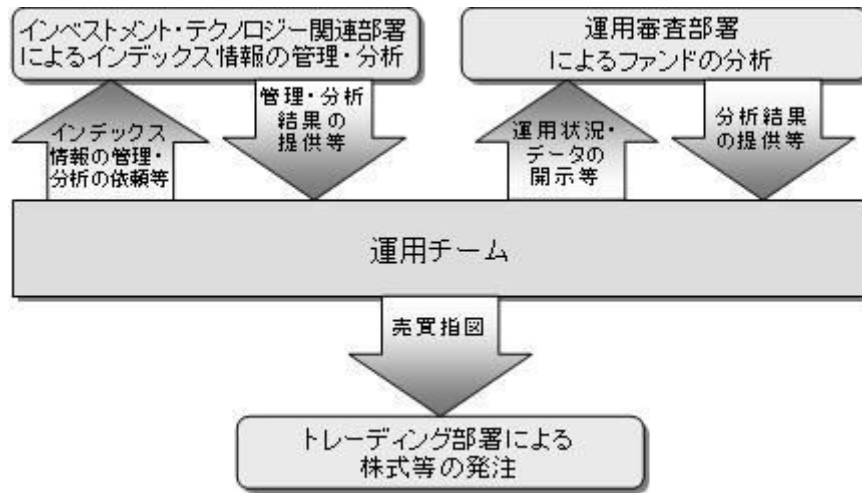 インベストメント・テクノロジー関連部署
によるインデックス情報の管理・分析
運用審査部署
によるファンドの分析
インデックス
情報の管理・
分析の依頼等
管理・分析
結果の
提供等
運用状況・
データの
開示等
分析結果
の提供等
運用チーム
売買指図
トレーディング部署による
株式等の発注